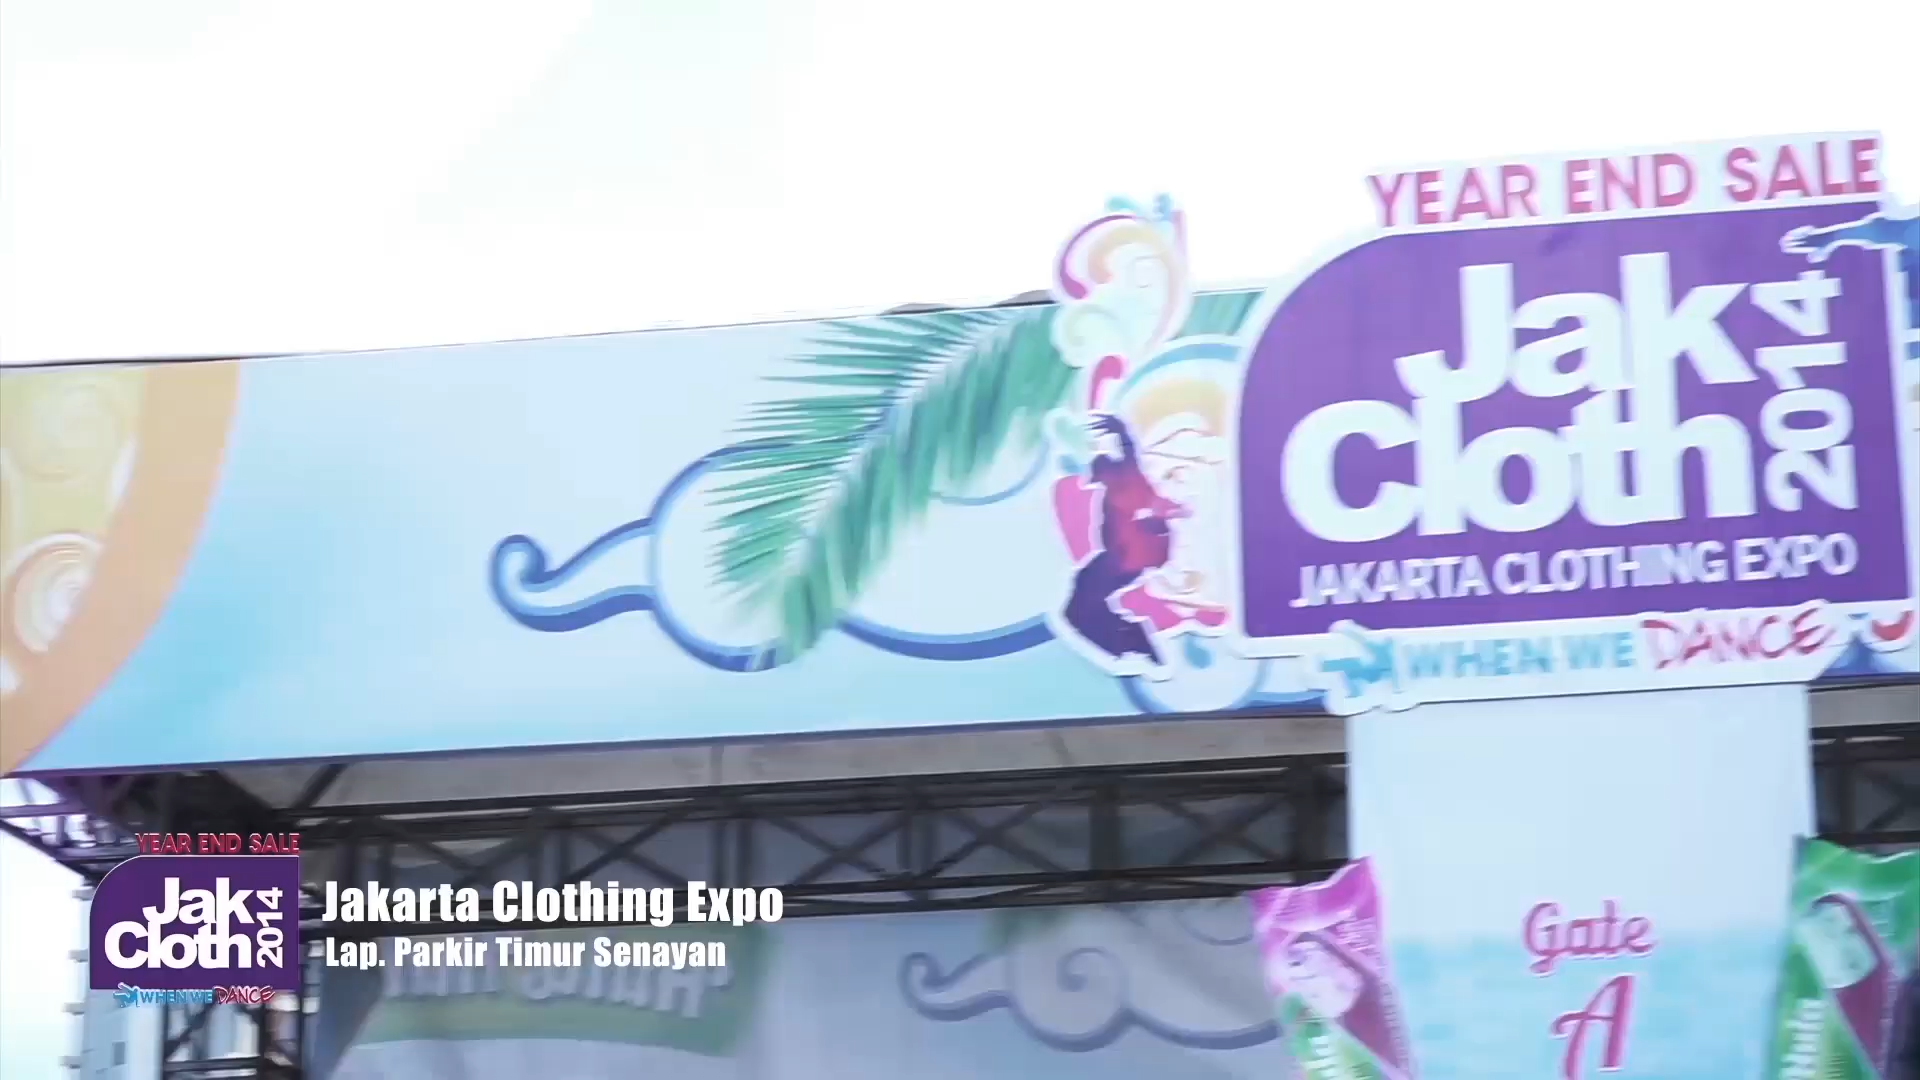 YEAR END SALE
Jak
Cloth
2014
JAKARTA CLOTHING EXPO
WHEN WE DANCE
Gate
A
YEAR END SALE
Jak
Cloth
2014
WHEN WE DANCE
Jakarta Clothing Expo
Lap. Parkir Timur Senayan